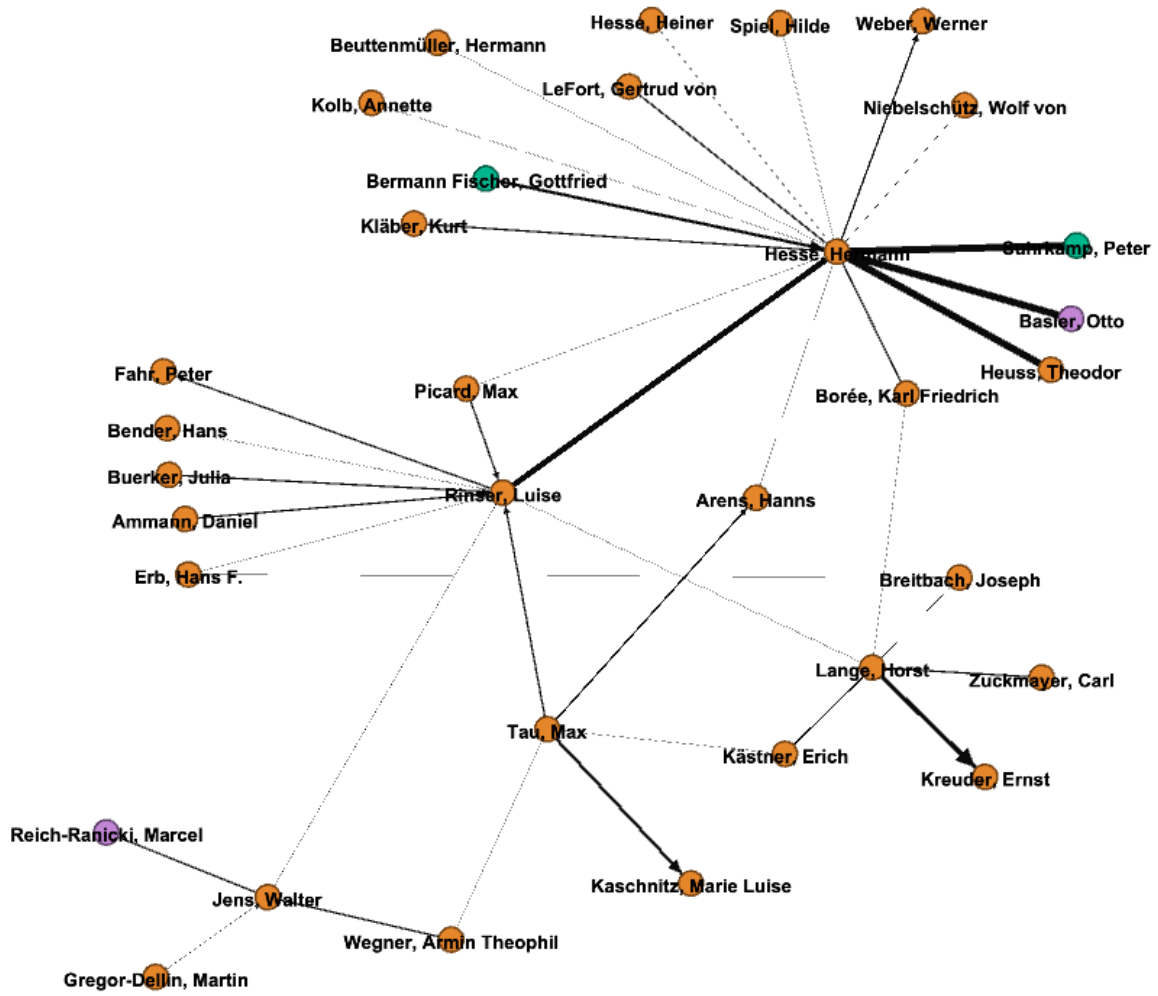 Hesse, Heiner
Spiel, Hilde
Weber, Werner
Beuttenmüller, Hermann
LeFort, Gertrud von
Kolb, Annette
Niebelschütz, Wolf von
Bermann Fischer, Gottfried
Kläber, Kurt
Hesse, Hermann
Suhrkamp, Peter
Basler, Otto
Fahr, Peter
Heuss, Theodor
Picard, Max
Borée, Karl Friedrich
Bender, Hans
Buerker, Julia
Rinser, Luise
Arens, Hanns
Ammann, Daniel
Erb, Hans F.
Breitbach, Joseph
Lange, Horst
Zuckmayer, Carl
Tau, Max
Kästner, Erich
Kreuder, Ernst
Reich-Ranicki, Marcel
Kaschnitz, Marie Luise
Jens, Walter
Wegner, Armin Theophil
Gregor-Dellin, Martin